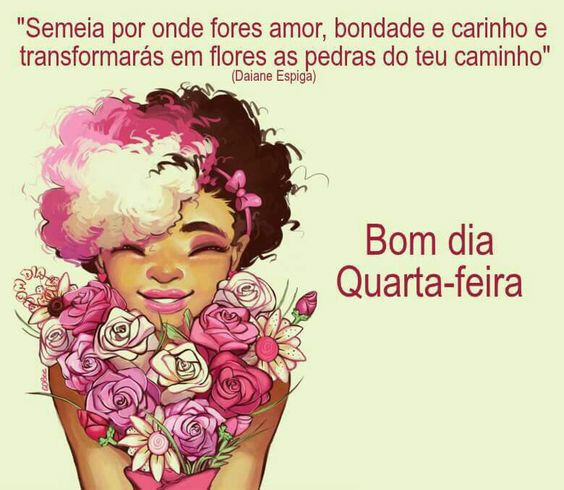 "Semeia por onde fores amor, bondade e carinho e
transformarás em flores as pedras do teu caminho"
(Daiane Espiga)
Bom dia
Quarta-feira